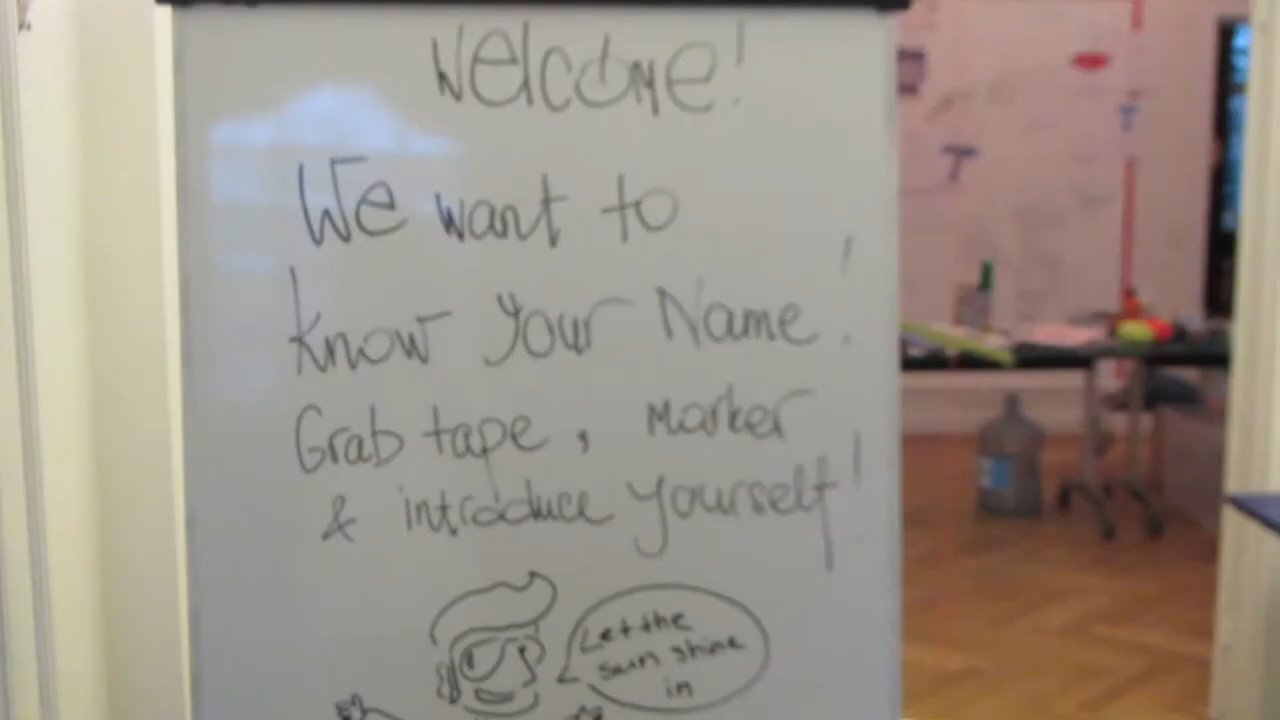 Welcome!
We want to
know your Name!
Grab tape, Marker
& introduce yourself!
Let the
sun shine
in